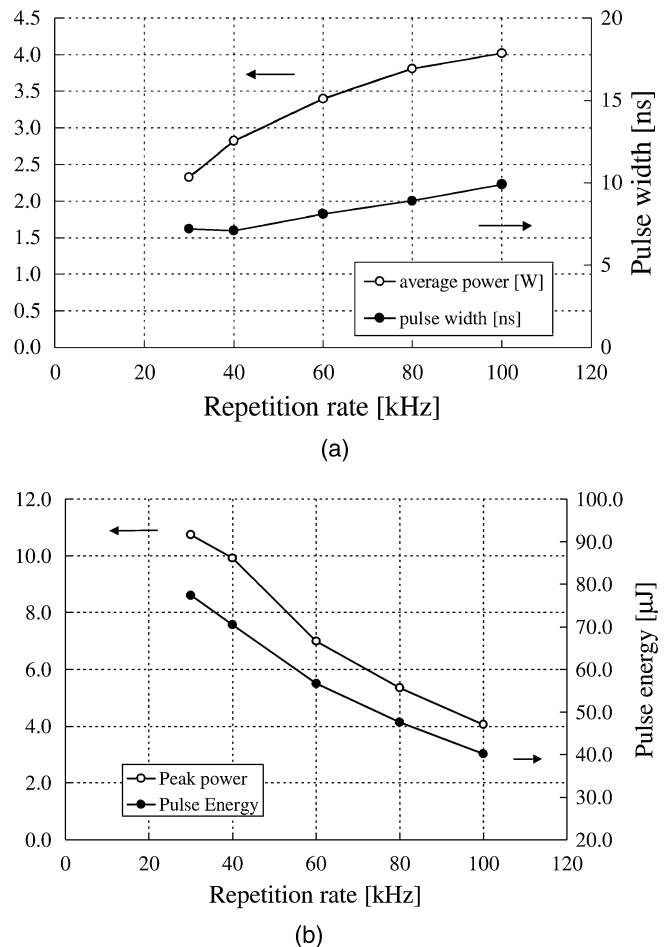 4.5
4.0
3.5
3.0
2.5
2.0
1.5
1.0
0.5
0.0
20
15
10
5
0
Pulse width [ns]
average power [W]
pulse width [ns]
0 20 40 60 80 100 120
Repetition rate [kHz]
(a)
12.0
10.0
8.0
6.0
4.0
2.0
0.0
100.0
90.0
80.0
70.0
60.0
50.0
40.0
30.0
20.0
Pulse energy [µJ]
Peak power
Pulse Energy
0 20 40 60 80 100 120
Repetition rate [kHz]
(b)